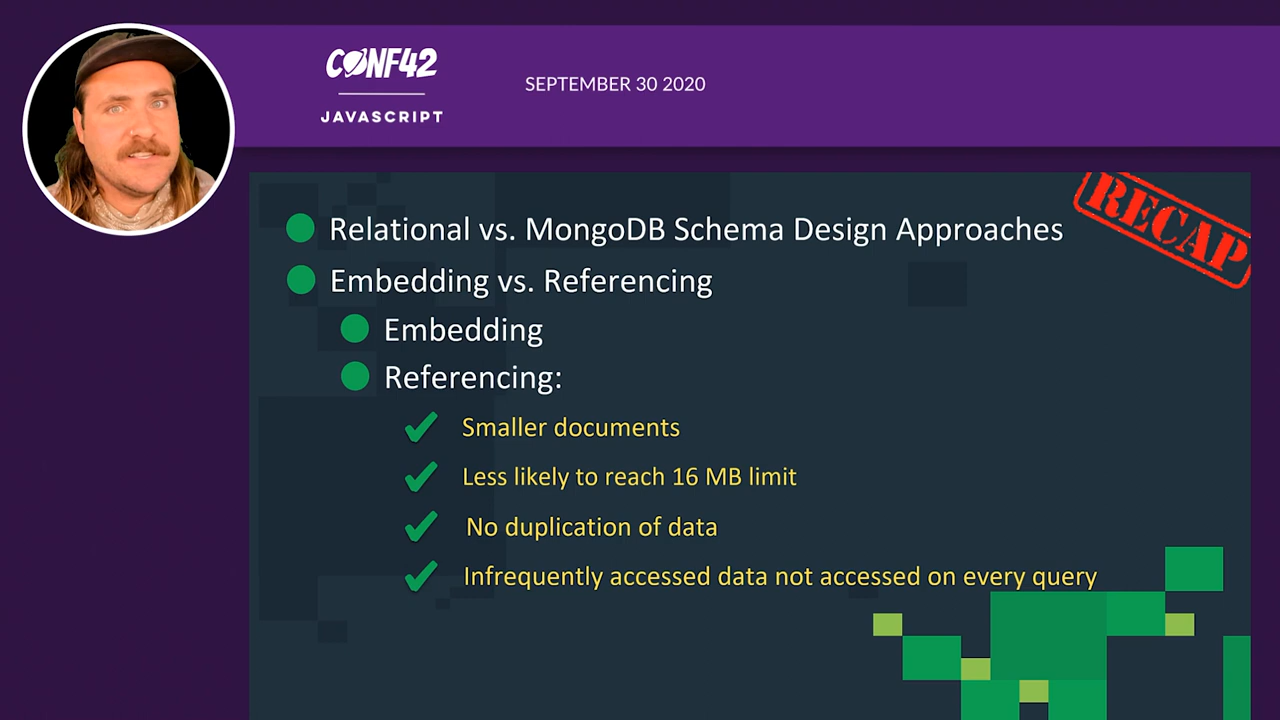 CONF42
JAVASCRIPT
SEPTEMBER 30 2020
RECAP
Relational vs. MongoDB Schema Design Approaches
Embedding vs. Referencing
Embedding
Referencing:
Smaller documents
Less likely to reach 16 MB limit
No duplication of data
Infrequently accessed data not accessed on every query